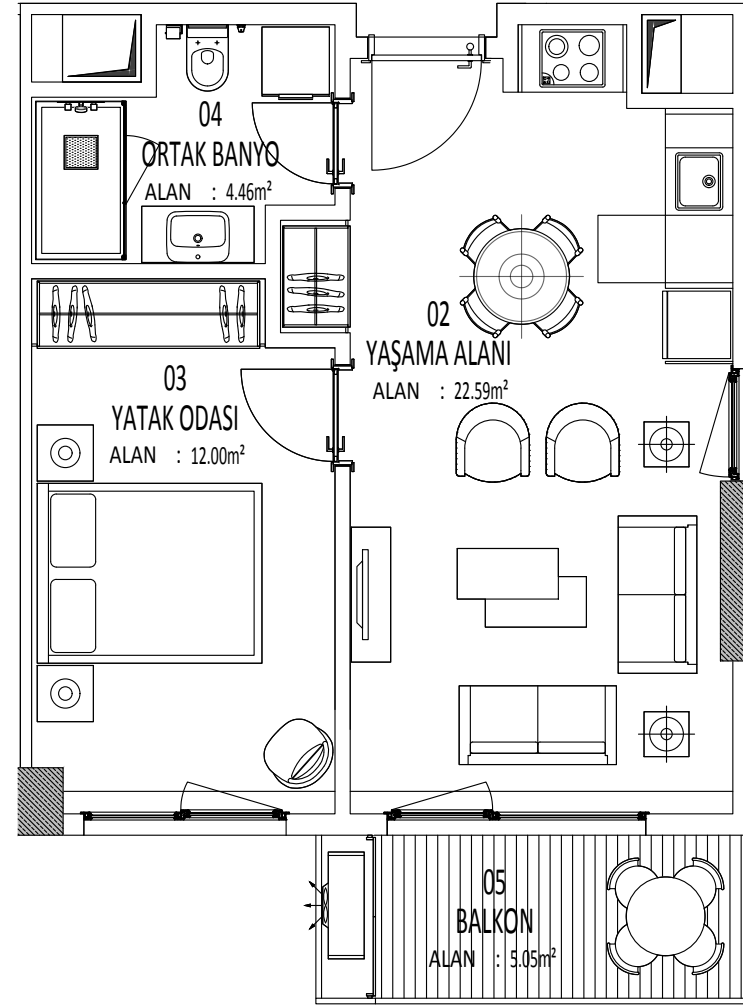 04
ORTAK BANYO
ALAN : 4.46m²
02
YAŞAMA ALANI
ALAN : 22.59m²
03
YATAK ODASI
ALAN : 12.00m²
05
BALKON
ALAN : 5.05m²